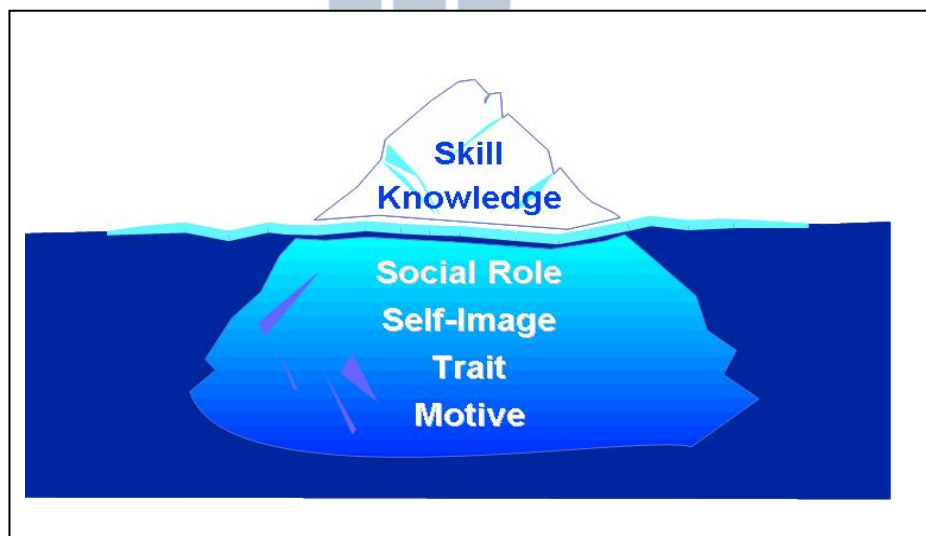 Skill
Knowledge
Social Role
Self-Image
Trait
Motive